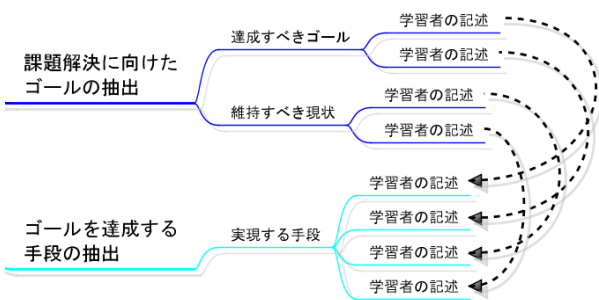 課題解決に向けた
ゴールの抽出
達成すべきゴール
学習者の記述
学習者の記述
維持すべき現状
学習者の記述
学習者の記述
ゴールを達成する
手段の抽出
実現する手段
学習者の記述
学習者の記述
学習者の記述
学習者の記述